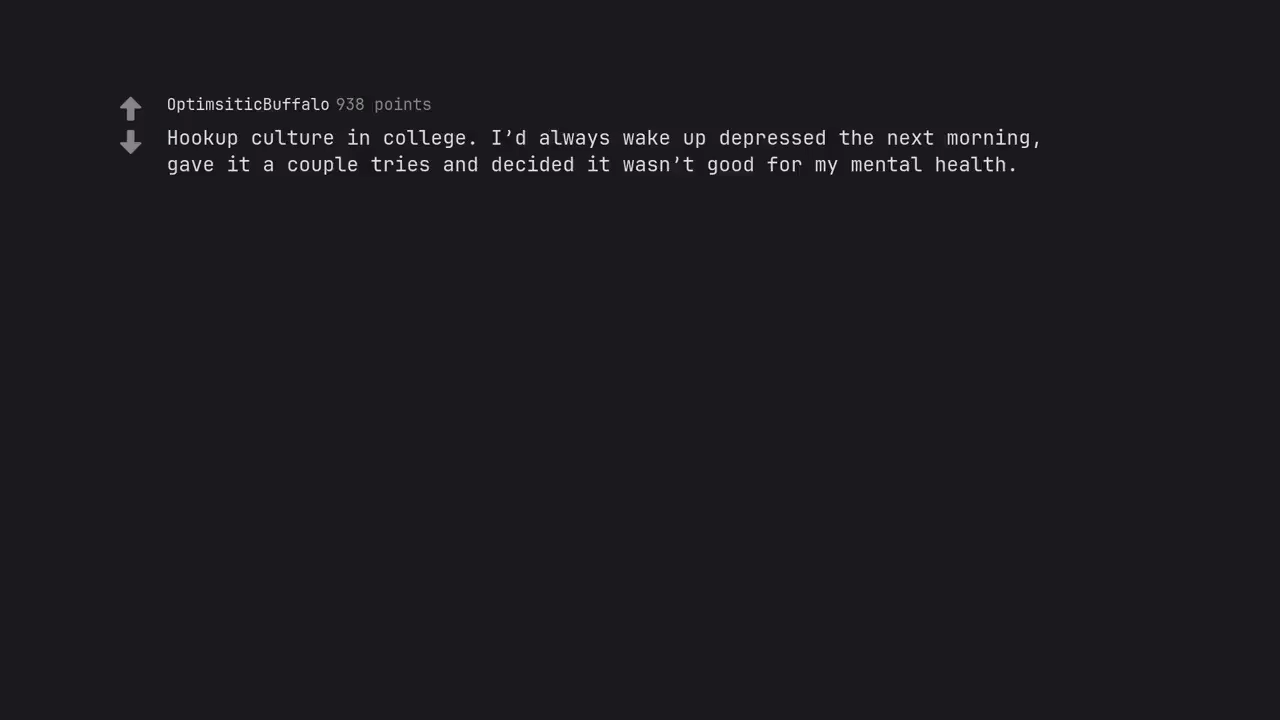 OptimsiticBuffalo 938 points
Hookup culture in college. I’d always wake up depressed the next morning,
gave it a couple tries and decided it wasn’t good for my mental health.